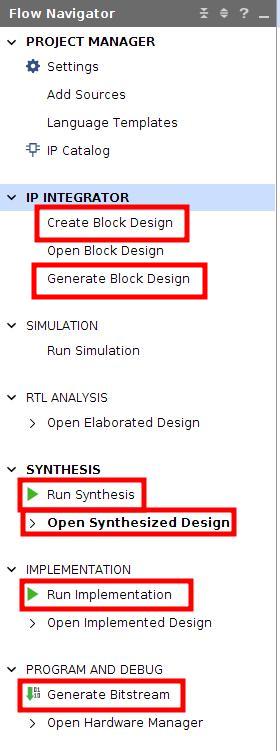 Flow Navigator ?
PROJECT MANAGER
Settings
Add Sources
Language Templates
IP Catalog
IP INTEGRATOR
Create Block Design
Open Block Design
Generate Block Design
SIMULATION
Run Simulation
RTL ANALYSIS
Open Elaborated Design
SYNTHESIS
Run Synthesis
Open Synthesized Design
IMPLEMENTATION
Run Implementation
Open Implemented Design
PROGRAM AND DEBUG
Generate Bitstream
Open Hardware Manager